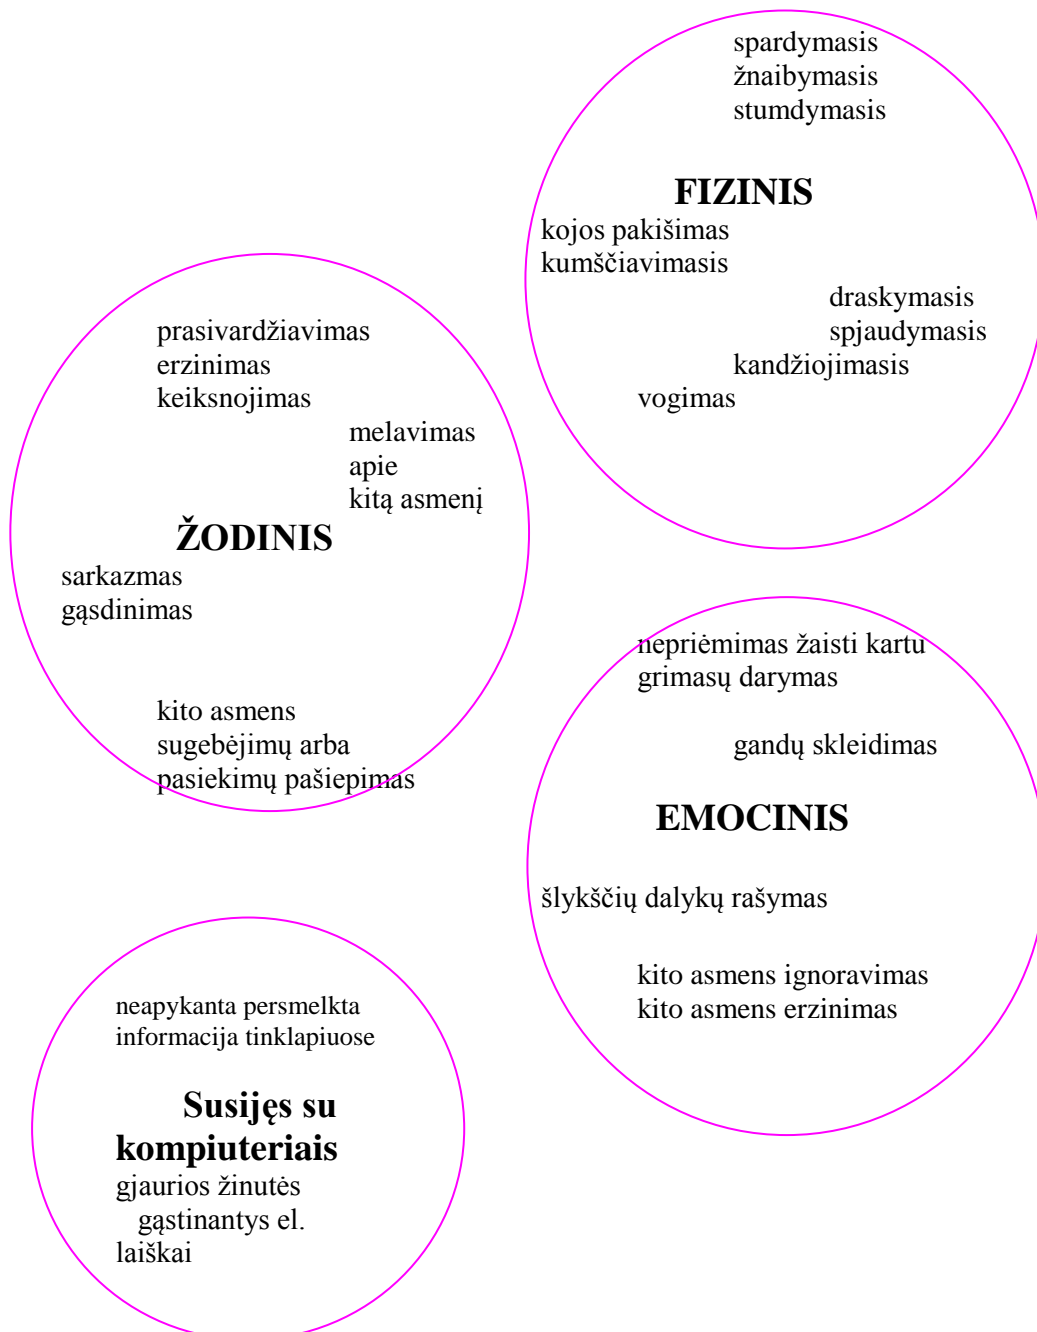 spardymasis
žnaibymasis
stumdymasis
FIZINIS
kojos pakišimas
kumščiavimasis
draskymasis
spjaudymasis
kandžiojimasis
vogimas
prasivardžiavimas
erzinimas
keiksnojimas
melavimas
apie
kitą asmenį
ŽODINIS
sarkazmas
gąsdinimas
kito asmens
sugebėjimų arba
pasiekimų pašiepimas
nepriėmimas žaisti kartu
grimasų darymas
gandų skleidimas
EMOCINIS
šlykščių dalykų rašymas
kito asmens ignoravimas
kito asmens erzinimas
neapykanta persmelkta
informacija tinklapiuose
Susijęs su
kompiuteriais
gjaurios žinutės
gąstinantys el.
laiškai